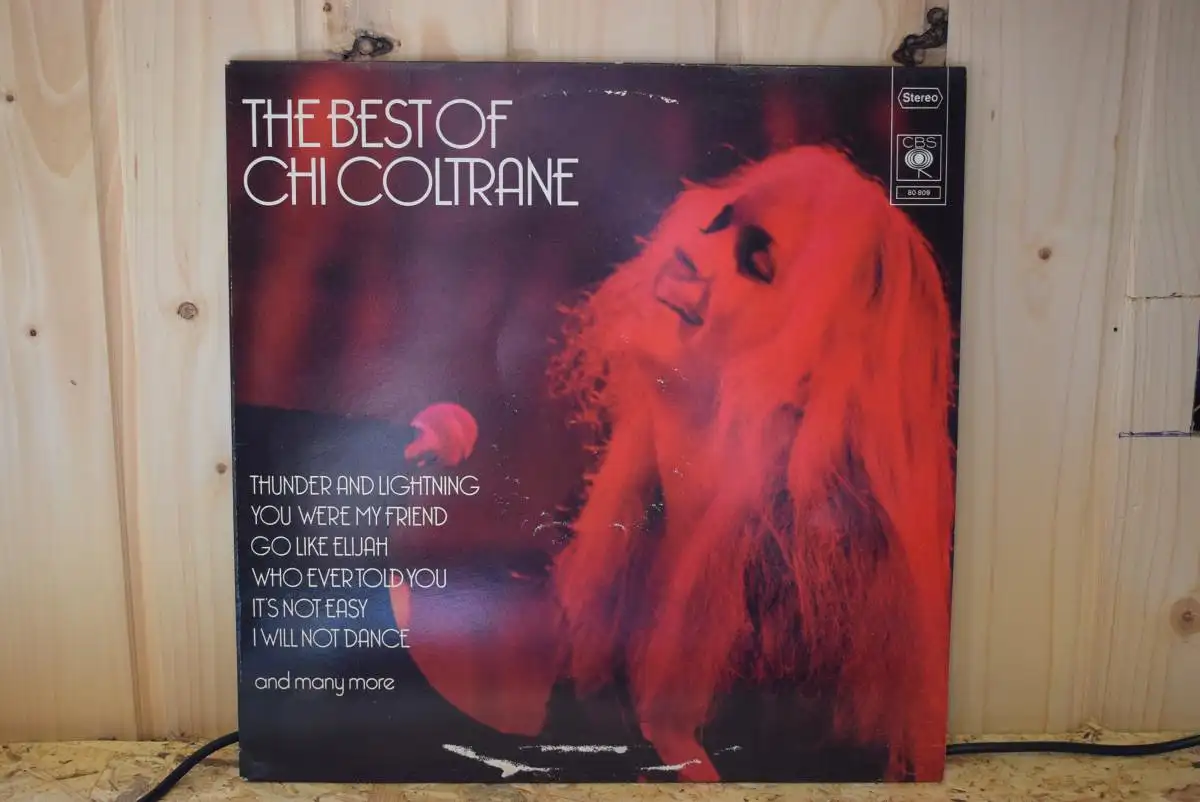 THE BEST OF
CHI COLTRANE
Stereo
CBS
R
80 809
THUNDER AND LIGHTNING
YOU WERE MY FRIEND
GO LIKE ELIJAH
WHO EVER TOLD YOU
IT'S NOT EASY
I WILL NOT DANCE
and many more